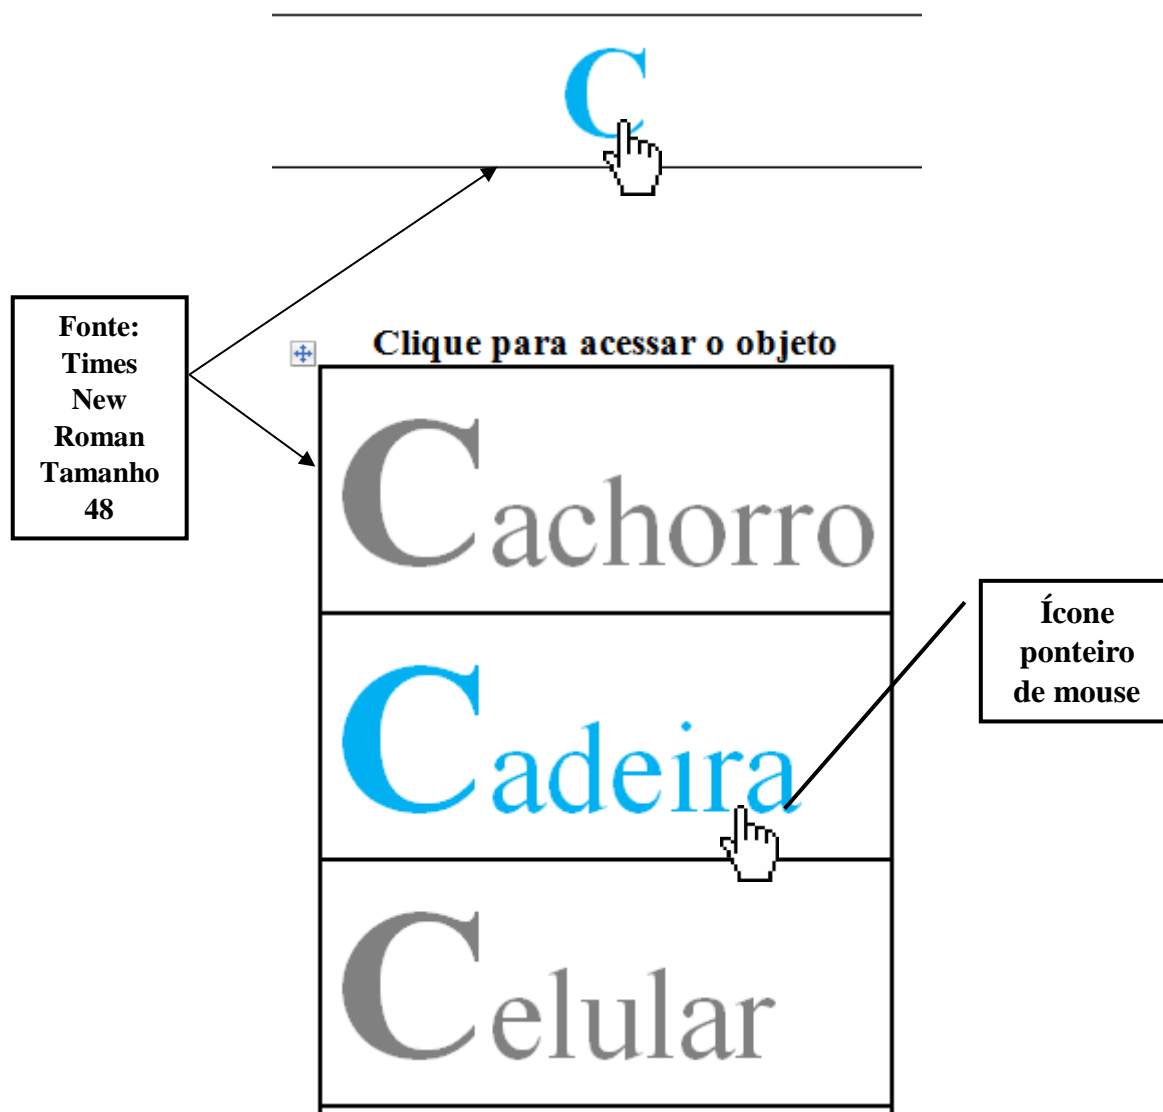 C
Fonte:
Times
New
Roman
Tamanho
48
Clique para acessar o objeto
Cachorro
Cadeira
Ícone
ponteiro
de mouse
Celular